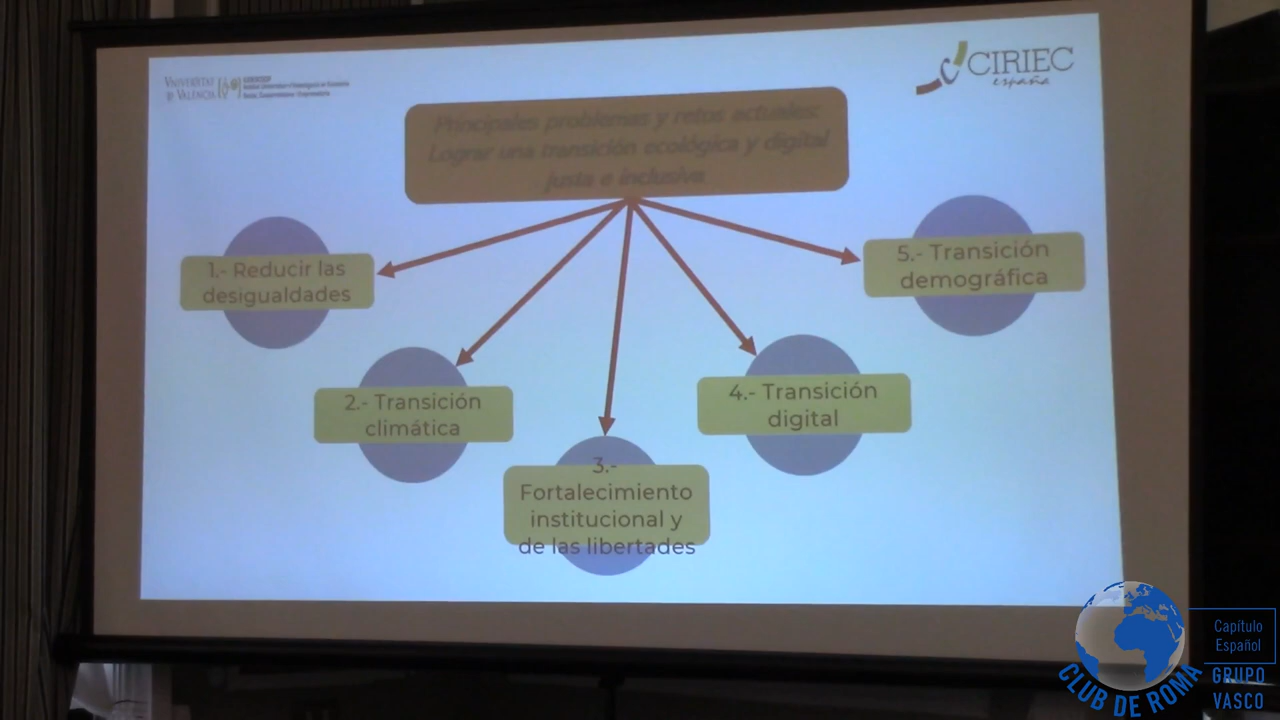 VNIVERSITAT
D VALÈNCIA
CIRIEC
españa
Principales problemas y retos actuales:
Lograr una transición ecológica y digital
justa e inclusiva
1.- Reducir las
desigualdades
2.- Transición
climática
3.-
Fortalecimiento
institucional y
de las libertades
4.- Transición
digital
5.- Transición
demográfica
Capítulo
Español
GRUPO
VASCO
CLUB DE ROMA